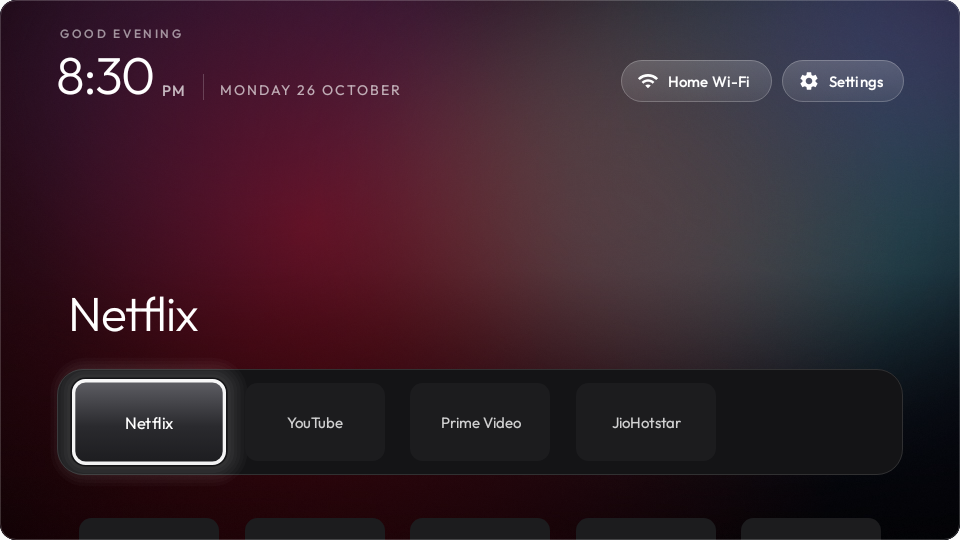 GOOD EVENING
8:30 PM
MONDAY 26 OCTOBER
Home Wi-Fi
Settings
Netflix
Netflix
YouTube
Prime Video
JioHotstar